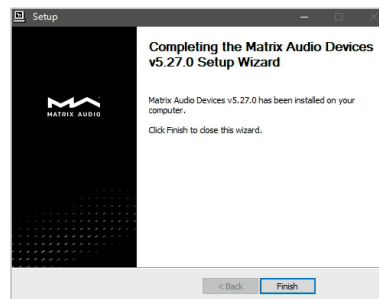 Setup
Completing the Matrix Audio Devices
v5.27.0 Setup Wizard
MATRIX AUDIO
Matrix Audio Devices v5.27.0 has been installed on your
computer.
Click Finish to close this wizard.
< Back
Finish